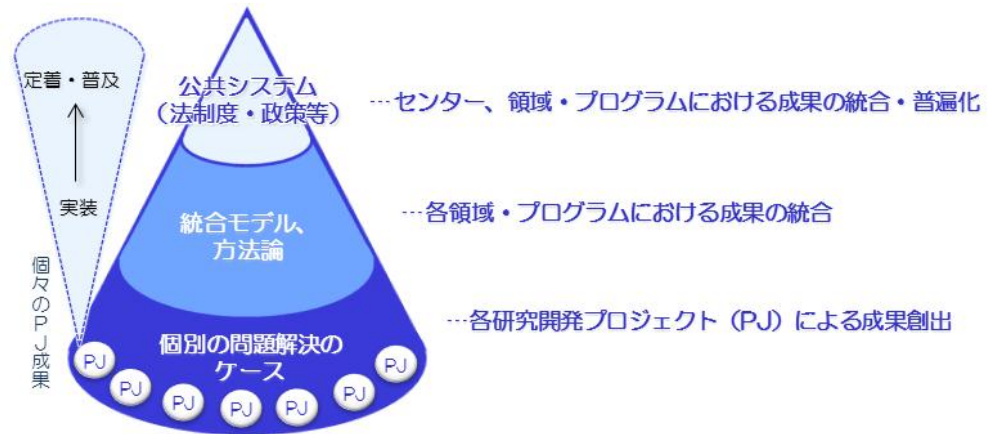 定着・普及
実装
個々のPJ成果
公共システム
（法制度・政策等）
…センター、領域・プログラムにおける成果の統合・普遍化
統合モデル、
方法論
…各領域・プログラムにおける成果の統合
個別の問題解決の
ケース
…各研究開発プロジェクト（PJ）による成果創出
PJ
PJ
PJ
PJ
PJ
PJ
PJ